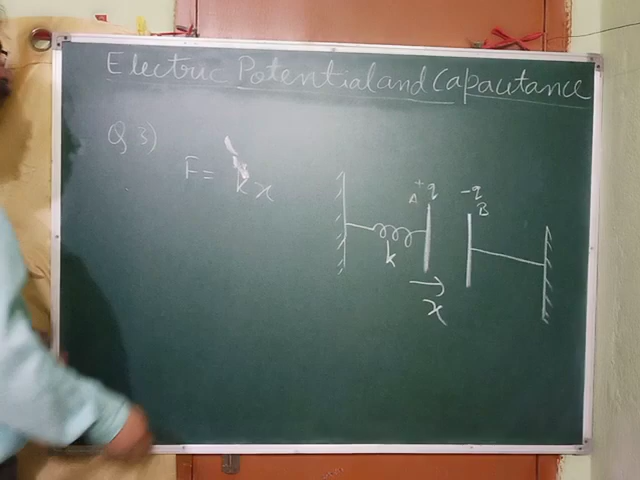 Electric Potential and Capacitance
Q 3)
F = kx
+q
A
-q
B
k
x